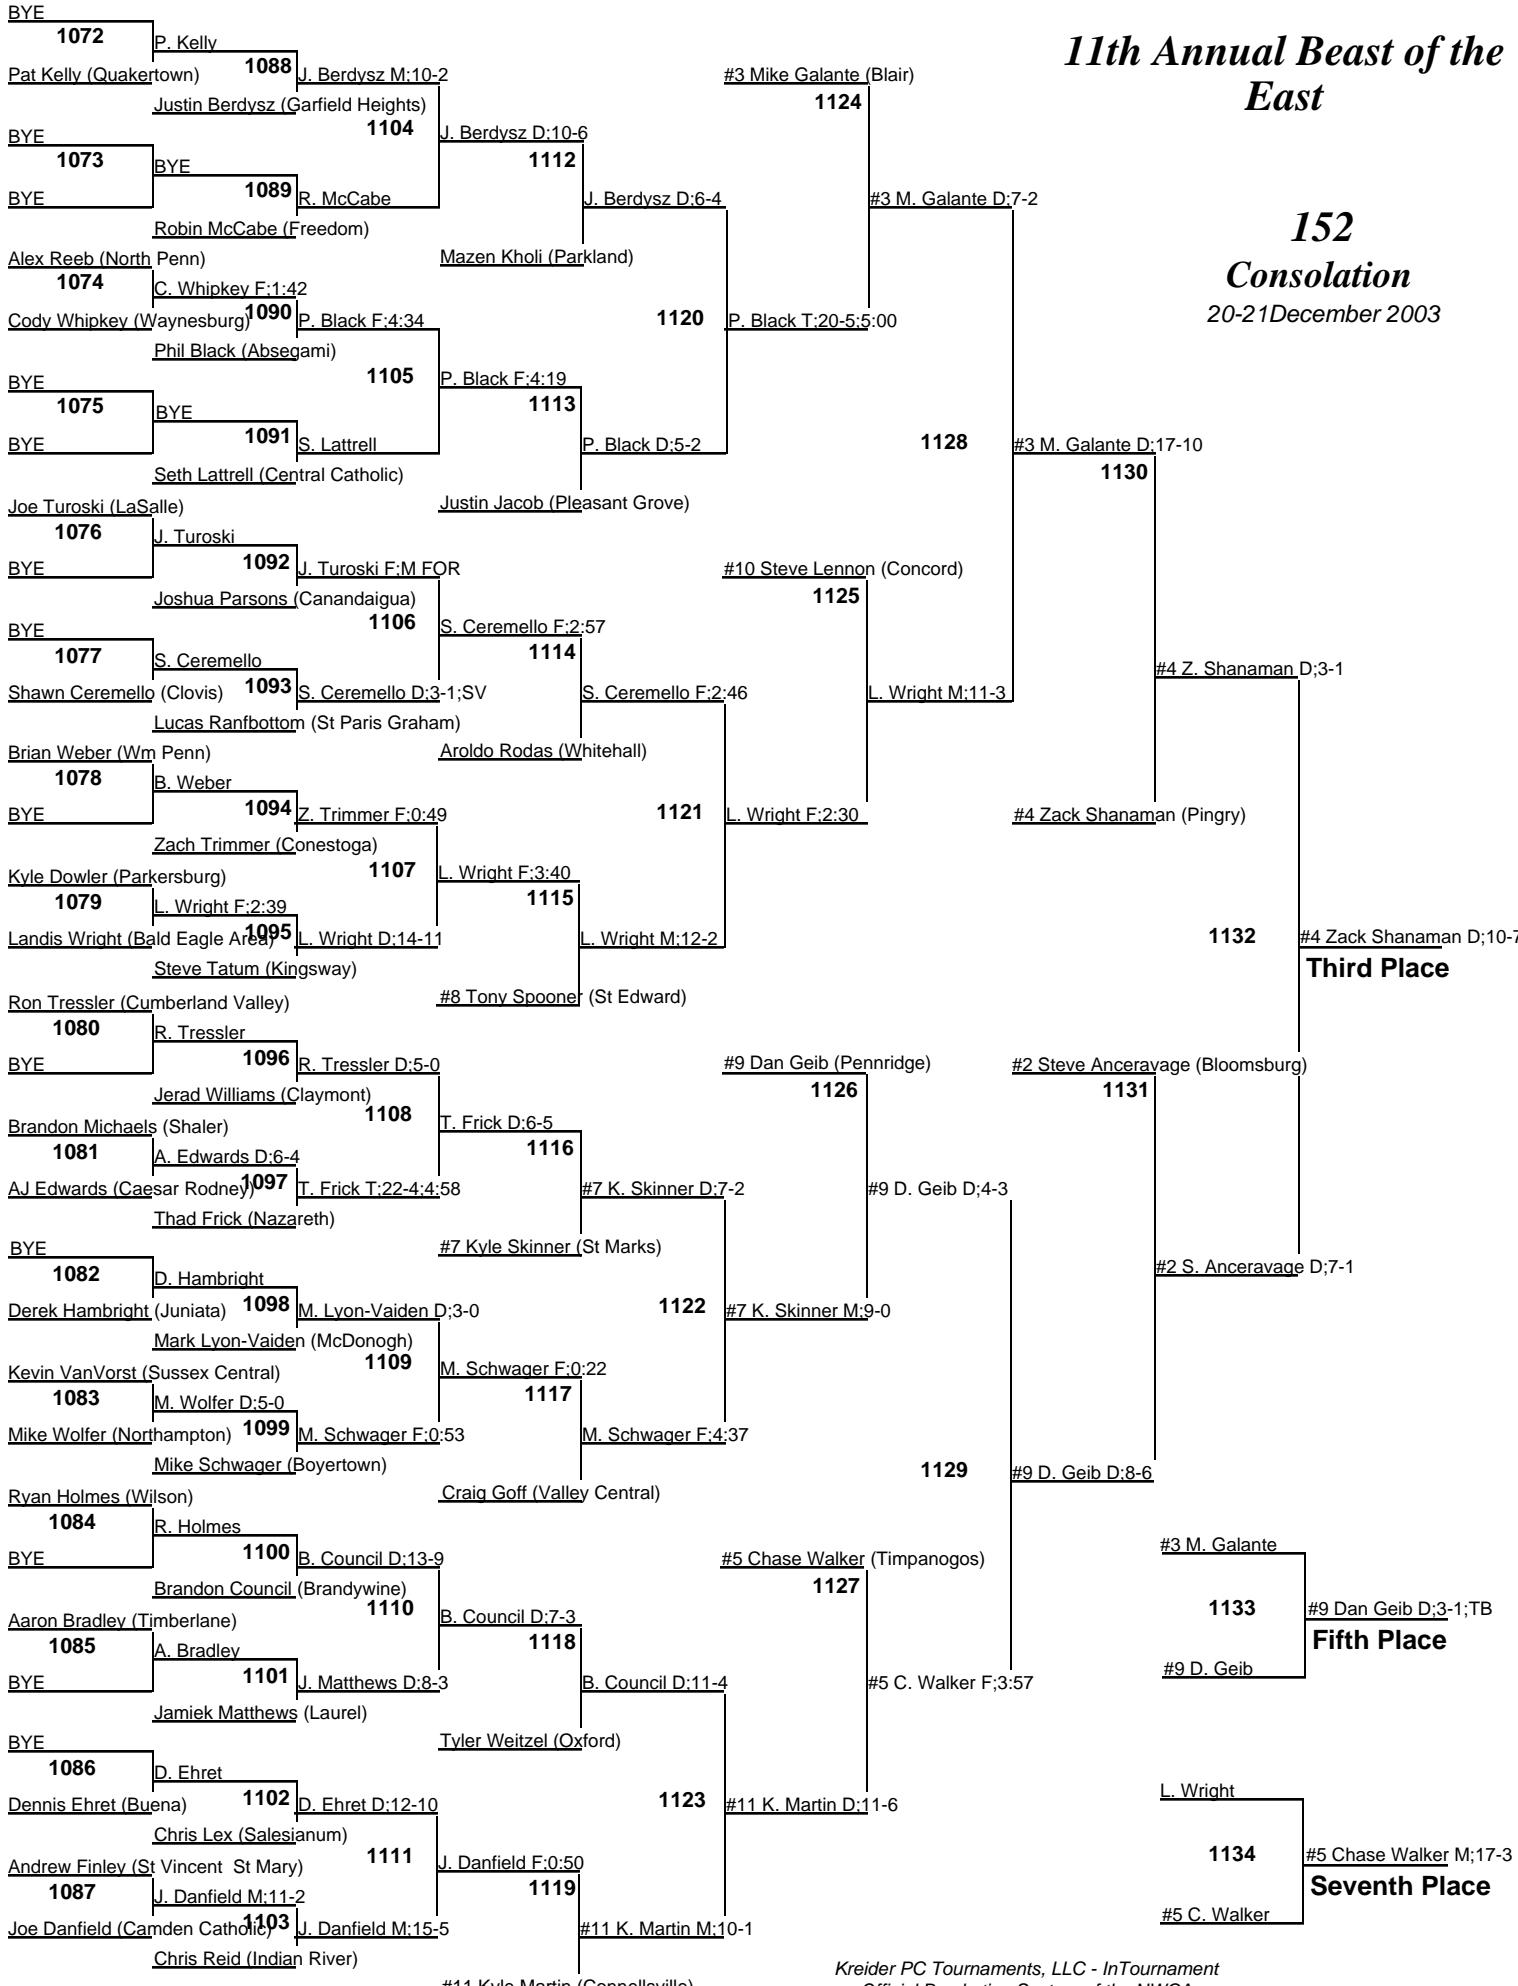 11th Annual Beast of the
East
152
Consolation
20-21December 2003
BYE
1072
P. Kelly
Pat Kelly (Quakertown)
1088
J. Berdysz M;10-2
Justin Berdysz (Garfield Heights)
1104
J. Berdysz D;10-6
BYE
1073
BYE
1112
BYE
1089
R. McCabe
J. Berdysz D;6-4
Robin McCabe (Freedom)
Mazen Kholi (Parkland)
#3 Mike Galante (Blair)
1124
#3 M. Galante D;7-2
Alex Reeb (North Penn)
1074
C. Whipkey F;1:42
Cody Whipkey (Waynesburg)
1090
P. Black F;4:34
1120
P. Black T;20-5;5:00
Phil Black (Absegami)
1105
P. Black F;4:19
BYE
1075
BYE
1113
BYE
1091
S. Lattrell
P. Black D;5-2
1128
#3 M. Galante D;17-10
1130
Seth Lattrell (Central Catholic)
Justin Jacob (Pleasant Grove)
Joe Turoski (LaSalle)
1076
J. Turoski
BYE
1092
J. Turoski F;M FOR
#10 Steve Lennon (Concord)
1125
Joshua Parsons (Canandaigua)
1106
S. Ceremello F;2:57
BYE
1077
S. Ceremello
1114
#4 Z. Shanaman D;3-1
Shawn Ceremello (Clovis)
1093
S. Ceremello D;3-1;SV
S. Ceremello F;2:46
L. Wright M;11-3
Lucas Ranfbottom (St Paris Graham)
Aroldo Rodas (Whitehall)
Brian Weber (Wm Penn)
1078
B. Weber
BYE
1094
Z. Trimmer F;0:49
1121
L. Wright F;2:30
#4 Zack Shanaman (Pingry)
Zach Trimmer (Conestoga)
1107
L. Wright F;3:40
Kyle Dowler (Parkersburg)
1079
L. Wright F;2:39
1115
Landis Wright (Bald Eagle Area)
1095
L. Wright D;14-11
L. Wright M;12-2
1132
#4 Zack Shanaman D;10-7
Third Place
Steve Tatum (Kingsway)
#8 Tony Spooner (St Edward)
Ron Tressler (Cumberland Valley)
1080
R. Tressler
BYE
1096
R. Tressler D;5-0
#9 Dan Geib (Pennridge)
1126
#2 Steve Anceravage (Bloomsburg)
1131
Jerad Williams (Claymont)
1108
T. Frick D;6-5
Brandon Michaels (Shaler)
1081
A. Edwards D;6-4
1116
AJ Edwards (Caesar Rodney)
1097
T. Frick T;22-4;4:58
#7 K. Skinner D;7-2
#9 D. Geib D;4-3
Thad Frick (Nazareth)
#7 Kyle Skinner (St Marks)
BYE
1082
D. Hambright
#2 S. Anceravage D;7-1
Derek Hambright (Juniata)
1098
M. Lyon-Vaiden D;3-0
1122
#7 K. Skinner M;9-0
Mark Lyon-Vaiden (McDonogh)
1109
M. Schwager F;0:22
Kevin VanVorst (Sussex Central)
1083
M. Wolfer D;5-0
1117
Mike Wolfer (Northampton)
1099
M. Schwager F;0:53
M. Schwager F;4:37
Mike Schwager (Boyertown)
1129
#9 D. Geib D;8-6
Craig Goff (Valley Central)
Ryan Holmes (Wilson)
1084
R. Holmes
BYE
1100
B. Council D;13-9
#5 Chase Walker (Timpanogos)
1127
#3 M. Galante
Brandon Council (Brandywine)
1110
B. Council D;7-3
1133
#9 Dan Geib D;3-1;TB
Fifth Place
Aaron Bradley (Timberlane)
1085
A. Bradley
1118
BYE
1101
J. Matthews D;8-3
B. Council D;11-4
#5 C. Walker F;3:57
#9 D. Geib
Jamiek Matthews (Laurel)
Tyler Weitzel (Oxford)
BYE
1086
D. Ehret
L. Wright
Dennis Ehret (Buena)
1102
D. Ehret D;12-10
1123
#11 K. Martin D;11-6
Chris Lex (Salesianum)
1111
J. Danfield F;0:50
1134
#5 Chase Walker M;17-3
Seventh Place
Andrew Finley (St Vincent St Mary)
1087
J. Danfield M;11-2
1119
Joe Danfield (Camden Catholic)
1103
J. Danfield M;15-5
#11 K. Martin M;10-1
#5 C. Walker
Chris Reid (Indian River)
#11 Kyle Martin (Connellsville)
Kreider PC Tournaments, LLC - InTournament